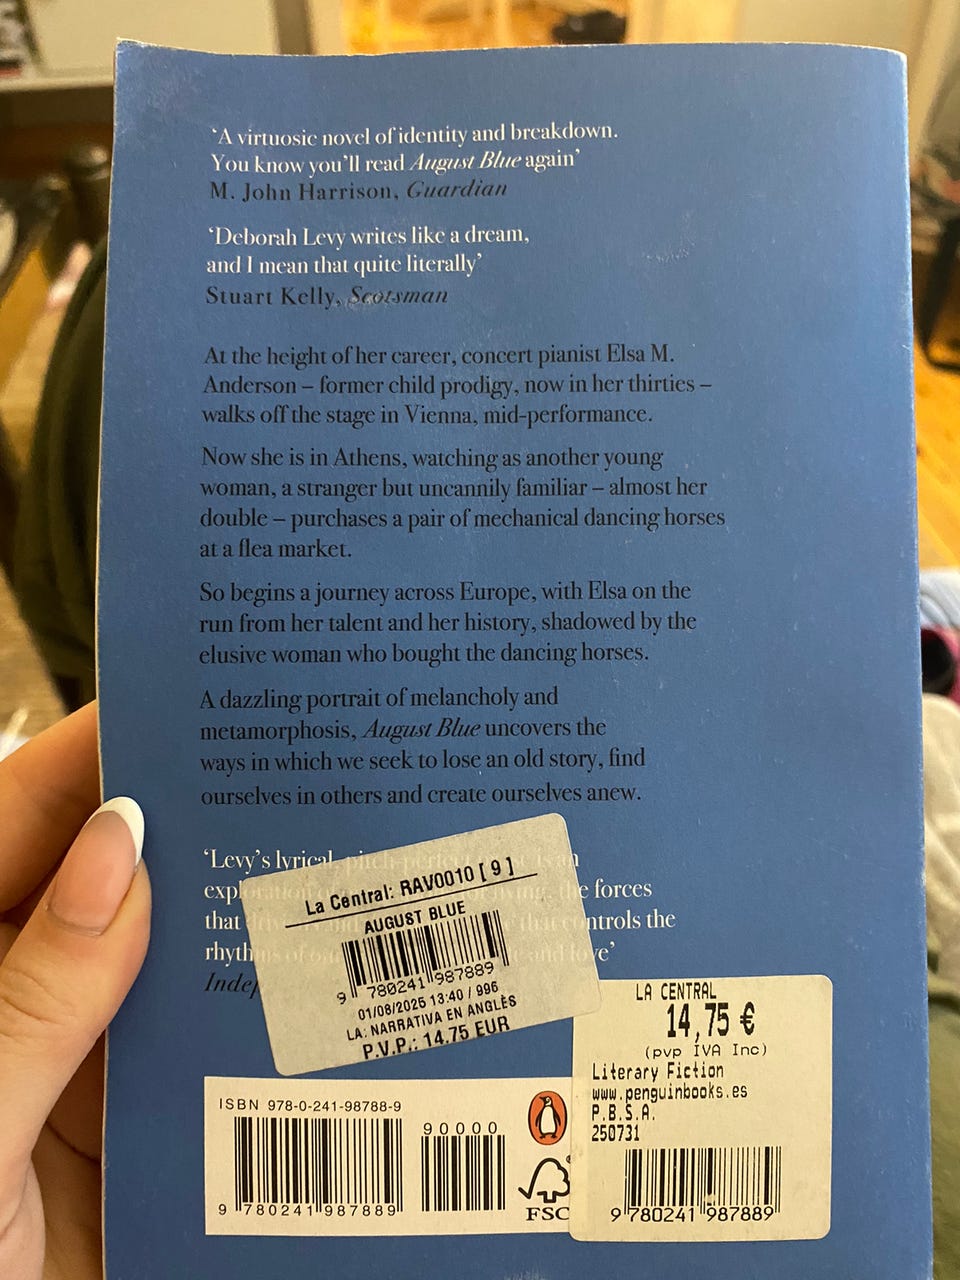 ‘A virtuosic novel of identity and breakdown.
You know you’ll read August Blue again’
M. John Harrison, Guardian
‘Deborah Levy writes like a dream,
and I mean that quite literally’
Stuart Kelly, Scotsman
At the height of her career, concert pianist Elsa M.
Anderson – former child prodigy, now in her thirties –
walks off the stage in Vienna, mid-performance.
Now she is in Athens, watching as another young
woman, a stranger but uncannily familiar – almost her
double – purchases a pair of mechanical dancing horses
at a flea market.
So begins a journey across Europe, with Elsa on the
run from her talent and her history, shadowed by the
elusive woman who bought the dancing horses.
A dazzling portrait of melancholy and
metamorphosis, August Blue uncovers the
ways in which we seek to lose an old story, find
ourselves in others and create ourselves anew.
‘Levy’s lyrical, pitch-perfect is an
the forces
that that controls the
and love’
La Central: RAV0010 [ 9 ]
AUGUST BLUE
9 780241 987889
01/08/2025 13:40 / 996
LA: NARRATIVA EN ANGLÈS
P.V.P.: 14.75 EUR
LA CENTRAL
14,75 €
(pvp IVA Inc)
Literary Fiction
www.penguinbooks.es
P.B.S.A.
250731
9 780241 987889
ISBN 978-0-241-98788-9
90000
9 780241 987889
FSC